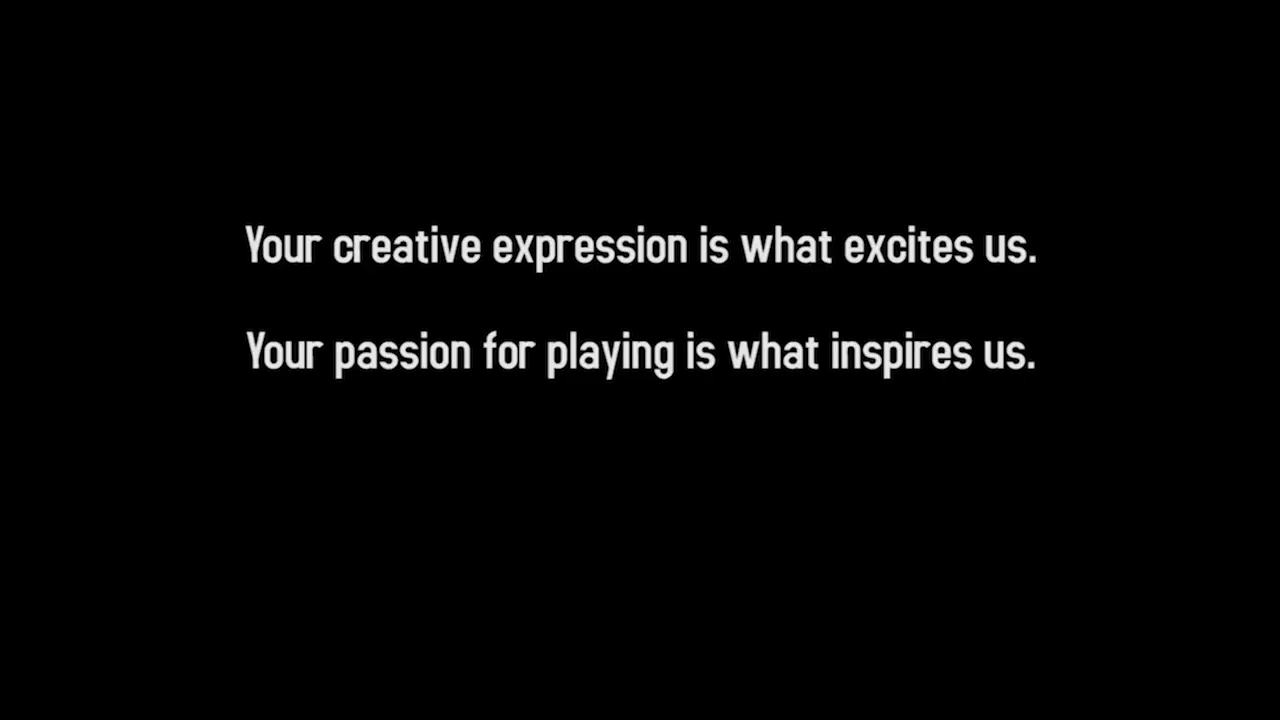 Your creative expression is what excites us.
Your passion for playing is what inspires us.